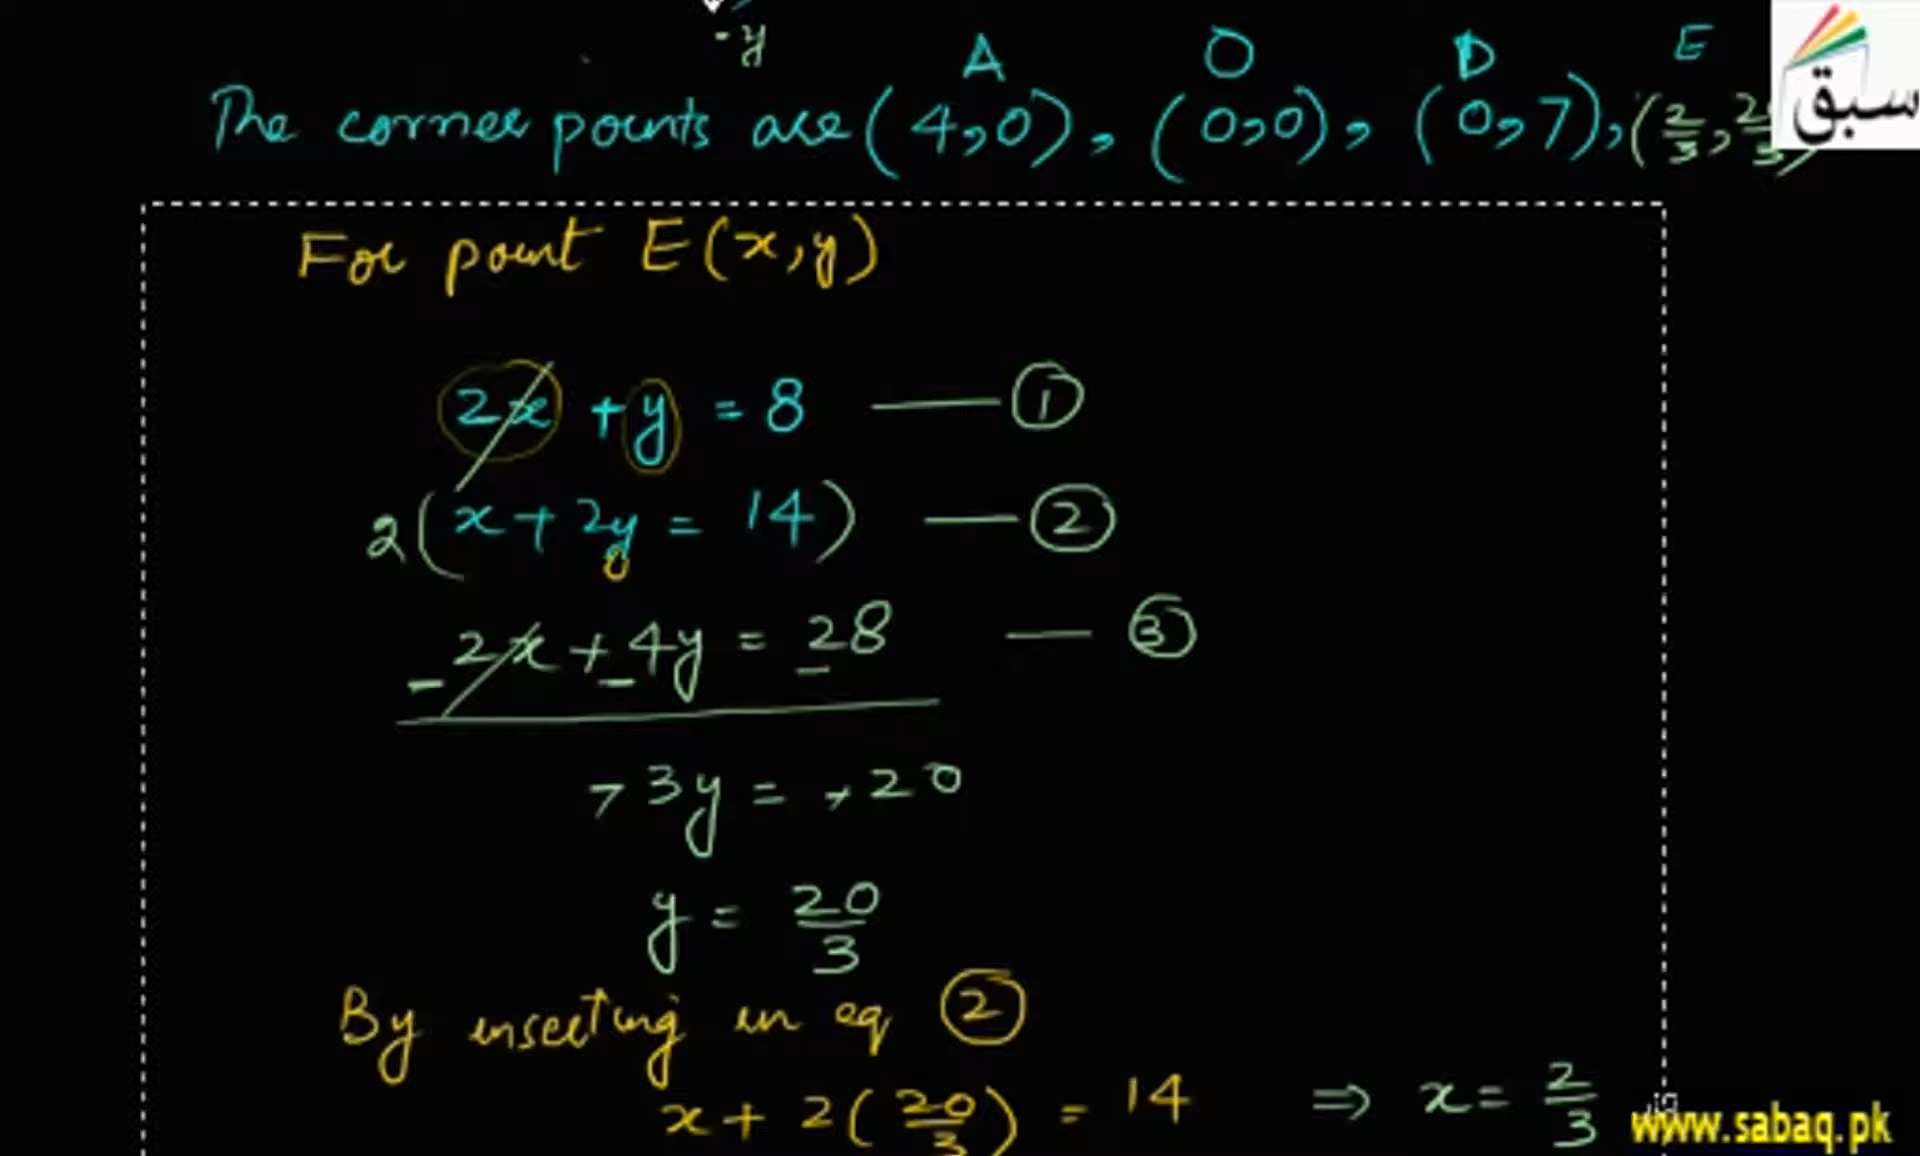 -y
A O D E
The corner points are (4,0), (0,0), (0,7), (2/3, 2
سبق
For point E(x,y)
2x + y = 8 —— ①
2(x + 2y = 14) —— ②
-2x + 4y = 28 — ③
-3y = -20
y = 20/3
By inserting in eq ②
x + 2(20/3) = 14 ⇒ x = 2/3
www.sabaq.pk